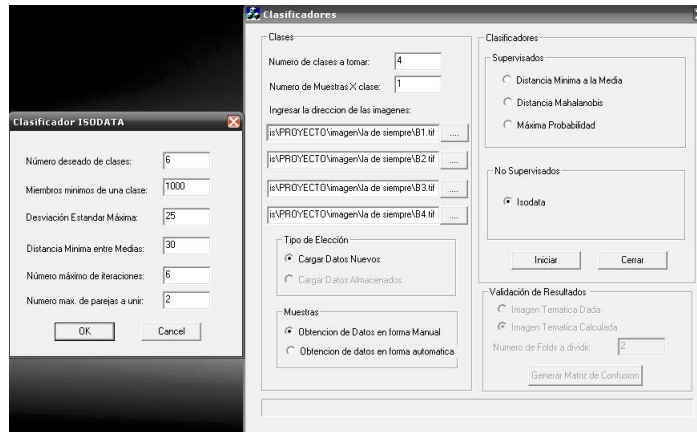 Clasificador ISODATA
Número deseado de clases:
6
Miembros minimos de una clase:
1000
Desviación Estandar Máxima:
25
Distancia Minima entre Medias:
30
Número máximo de iteraciones:
6
Numero max. de parejas a unir:
2
OK
Cancel
Clasificadores
Clases
Numero de clases a tomar:
4
Numero de Muestras X clase:
1
Ingresar la direccion de las imagenes:
is\PROYECTO\imagen\la de siempre\B1.tif
....
is\PROYECTO\imagen\la de siempre\B2.tif
....
is\PROYECTO\imagen\la de siempre\B3.tif
....
is\PROYECTO\imagen\la de siempre\B4.tif
....
Tipo de Elección
Cargar Datos Nuevos
Cargar Datos Almacenados
Muestras
Obtencion de Datos en forma Manual
Obtencion de datos en forma automatica
Clasificadores
Supervisados
Distancia Minima a la Media
Distancia Mahalanobis
Máxima Probabilidad
No Supervisados
Isodata
Iniciar
Cerrar
Validación de Resultados
Imagen Tematica Dada
Imagen Tematica Calculada
Numero de Folds a dividir:
2
Generar Matriz de Confusion